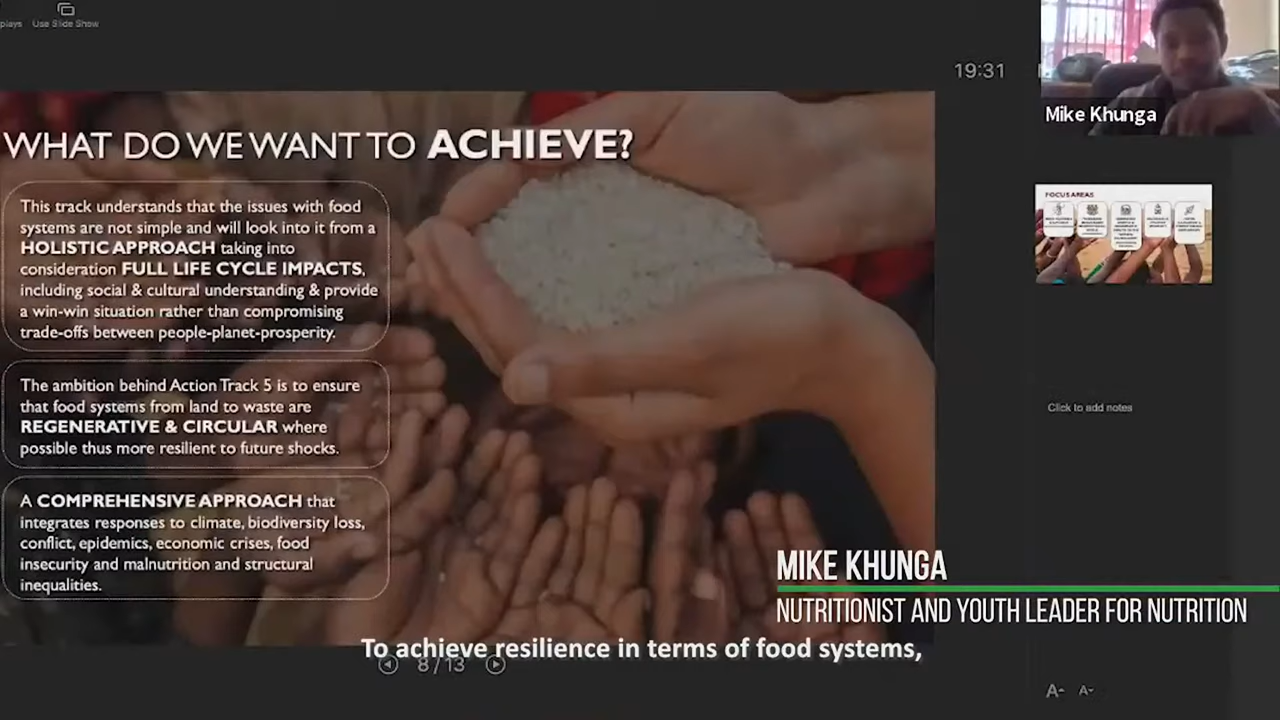 plays
Use Slide Show
19:31
Mike Khunga
WHAT DO WE WANT TO ACHIEVE?
This track understands that the issues with food
systems are not simple and will look into it from a
HOLISTIC APPROACH taking into
consideration FULL LIFE CYCLE IMPACTS,
including social & cultural understanding & provide
a win-win situation rather than compromising
trade-offs between people-planet-prosperity.
The ambition behind Action Track 5 is to ensure
that food systems from land to waste are
REGENERATIVE & CIRCULAR where
possible thus more resilient to future shocks.
A COMPREHENSIVE APPROACH that
integrates responses to climate, biodiversity loss,
conflict, epidemics, economic crises, food
insecurity and malnutrition and structural
inequalities.
FOCUS AREAS
Click to add notes
MIKE KHUNGA
NUTRITIONIST AND YOUTH LEADER FOR NUTRITION
To achieve resilience in terms of food systems,
8 / 13
A
A